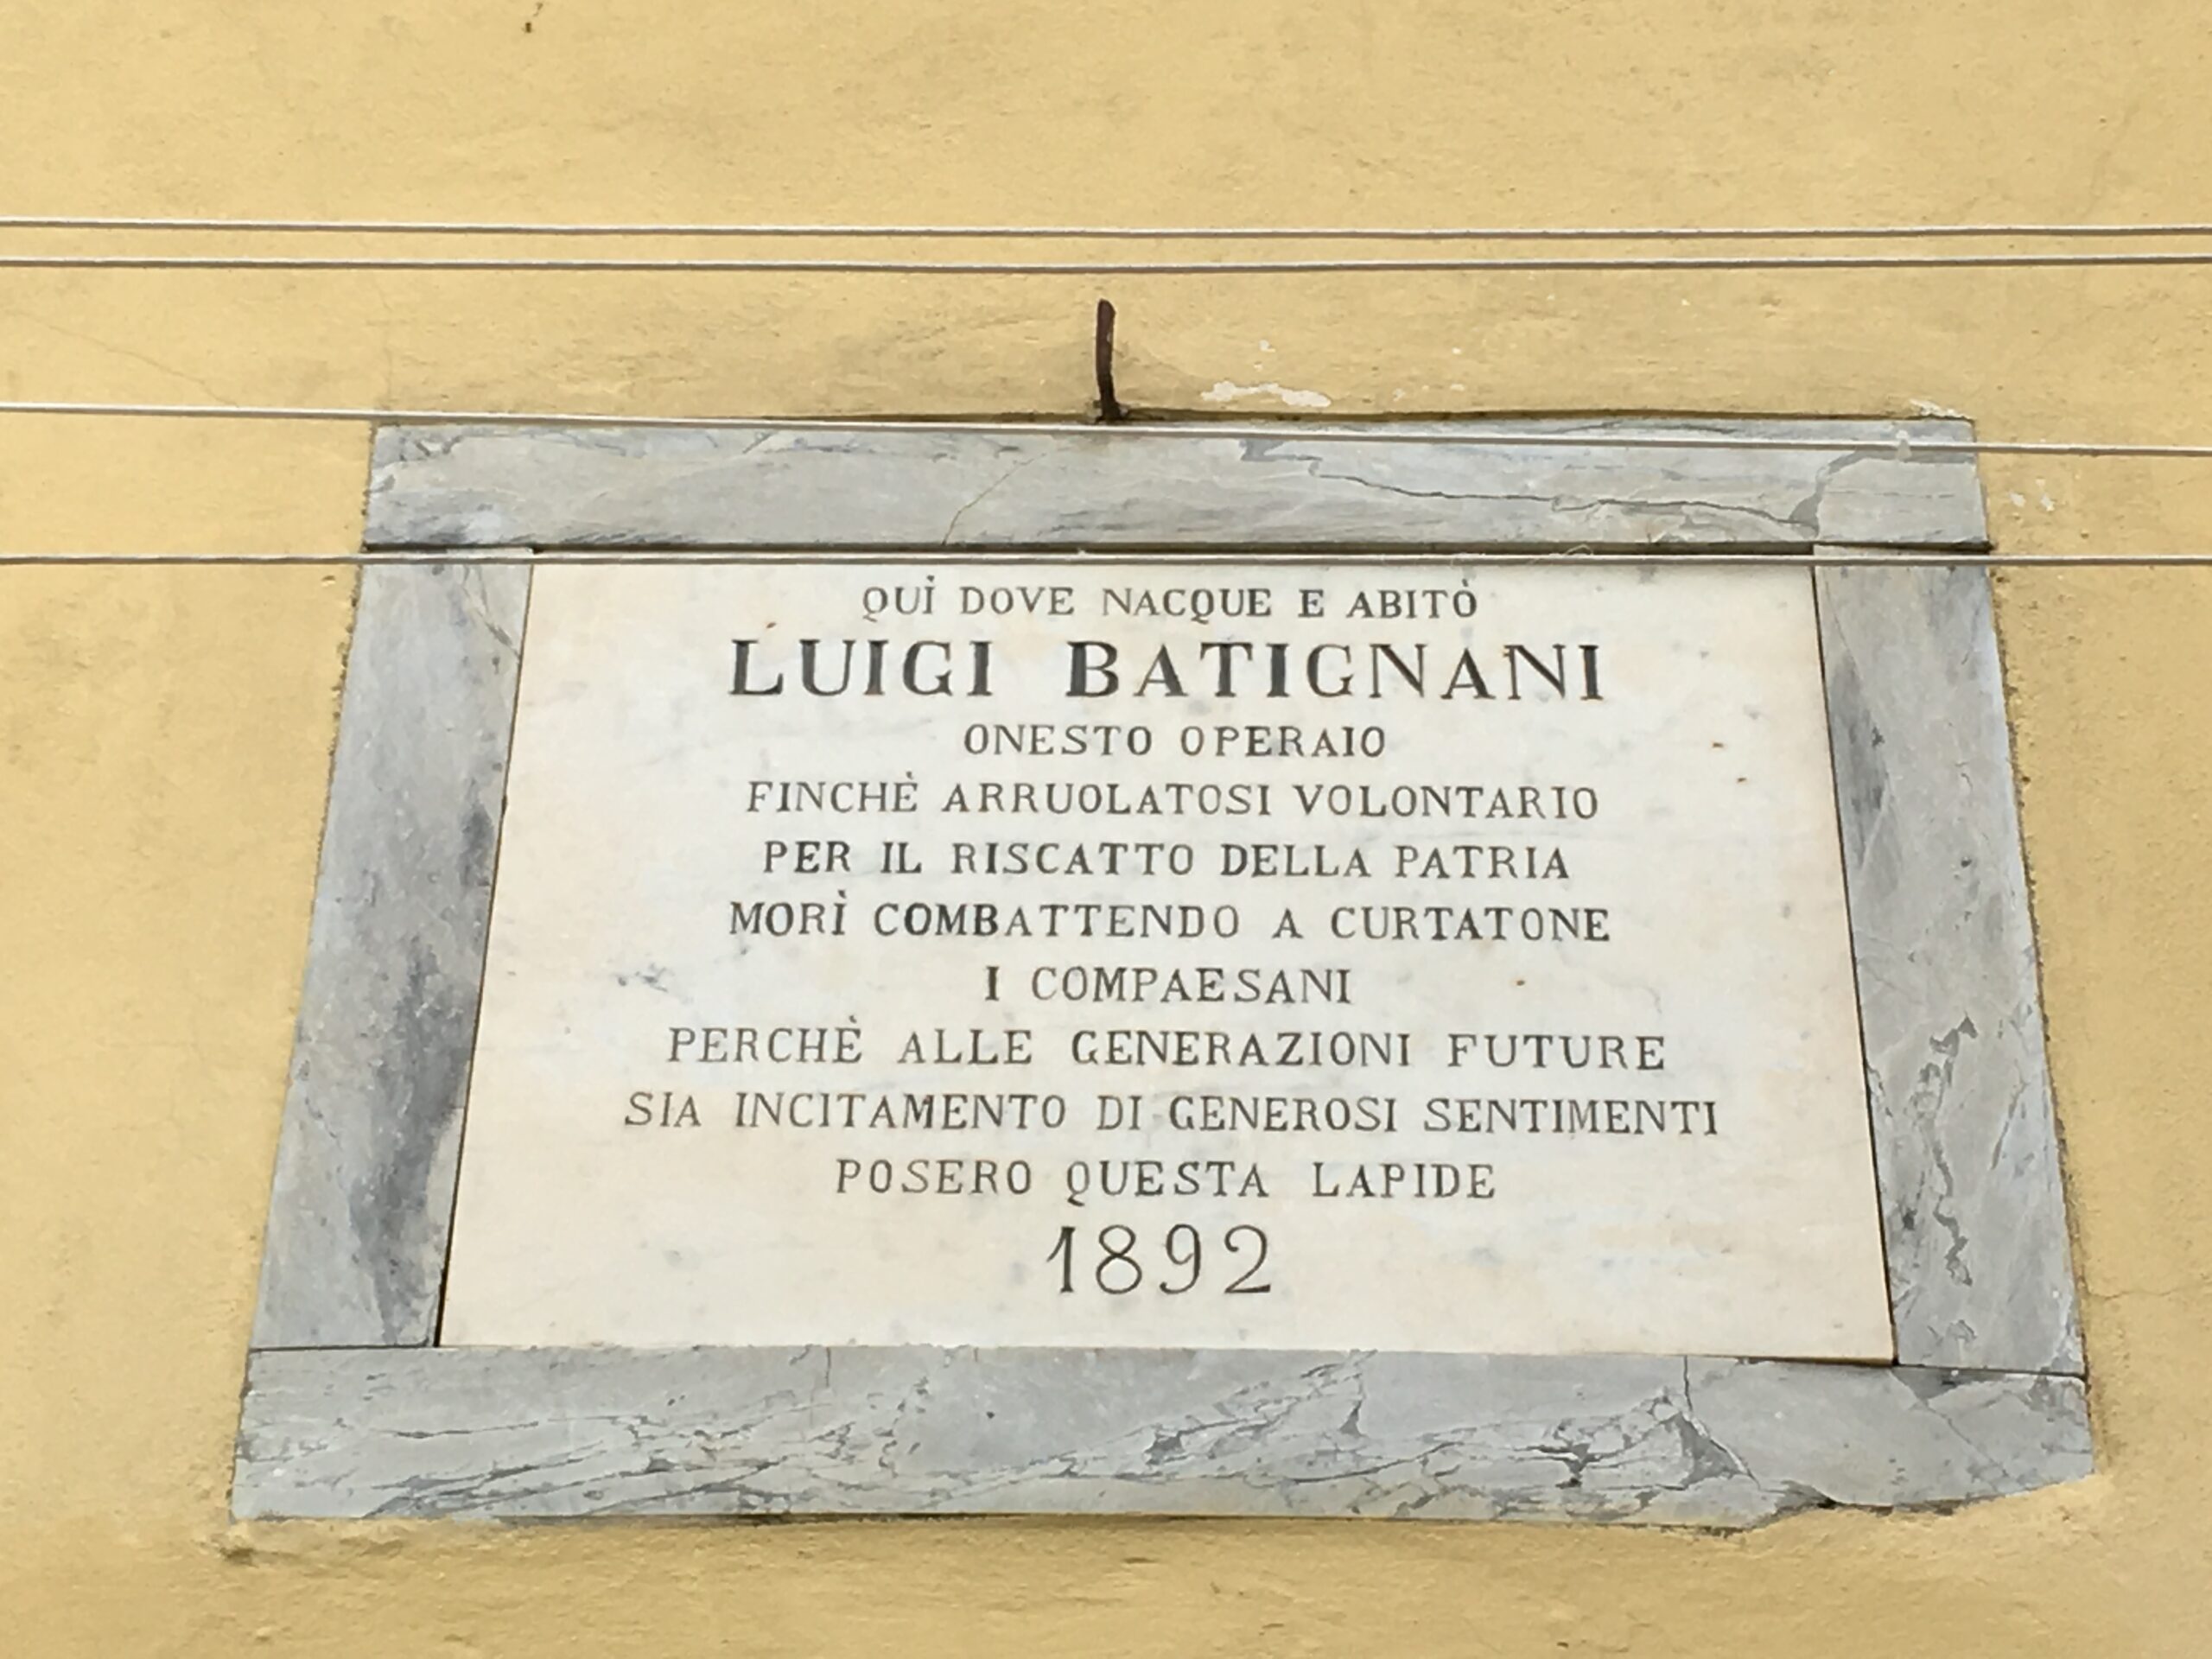 QUÌ DOVE NACQUE E ABITÒ
LUIGI BATIGNANI
ONESTO OPERAIO
FINCHÈ ARRUOLATOSI VOLONTARIO
PER IL RISCATTO DELLA PATRIA
MORÌ COMBATTENDO A CURTATONE
I COMPAESANI
PERCHÈ ALLE GENERAZIONI FUTURE
SIA INCITAMENTO DI GENEROSI SENTIMENTI
POSERO QUESTA LAPIDE
1892